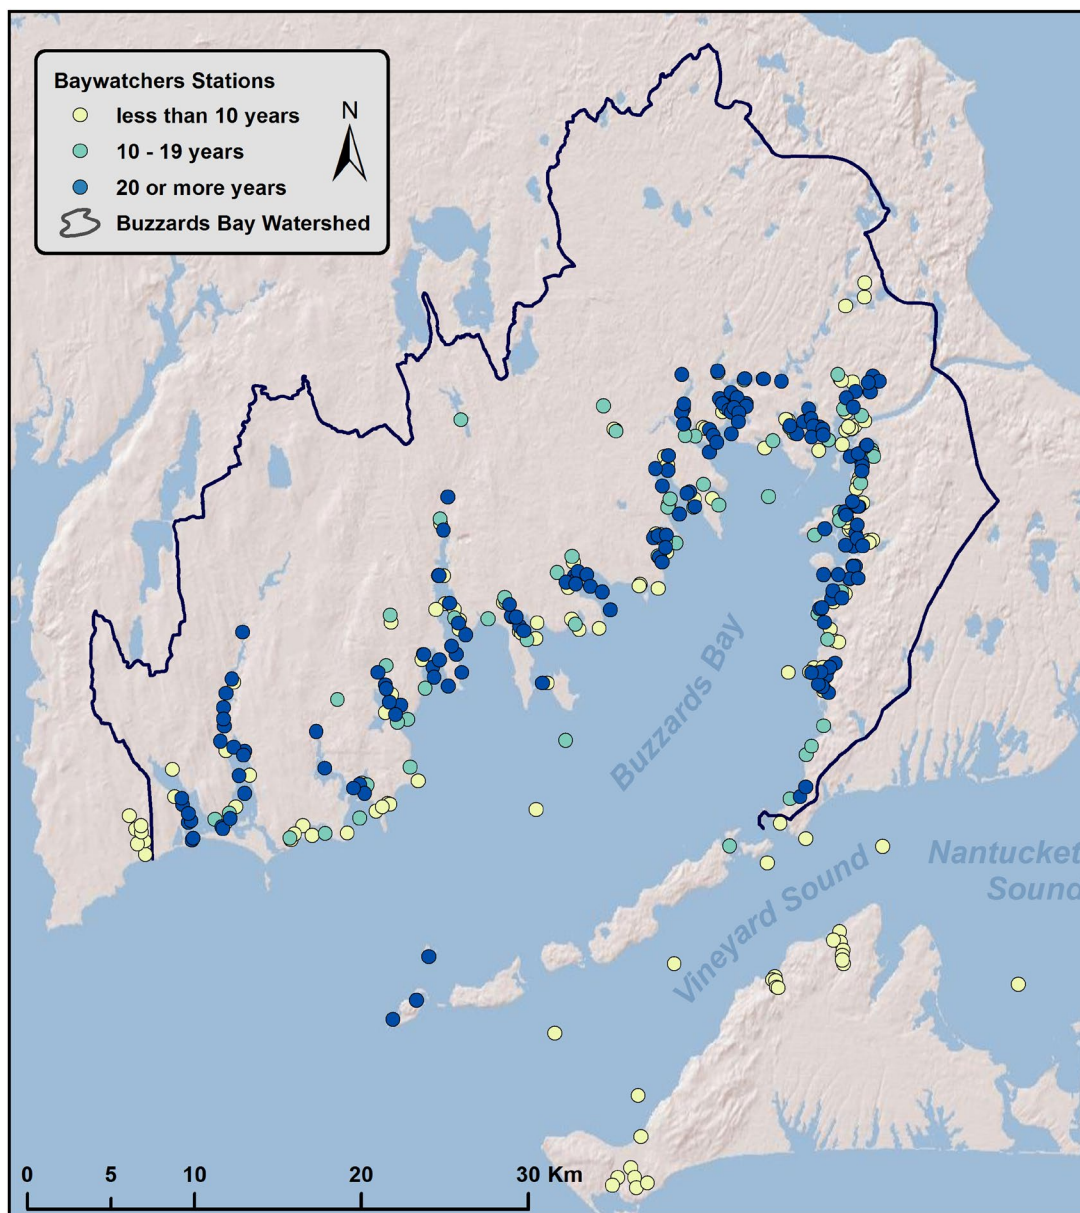 Baywatchers Stations
less than 10 years
N
10 - 19 years
20 or more years
Buzzards Bay Watershed
Buzzards Bay
Nantucket
Sound
Vineyard Sound
0 5 10 20 30 Km